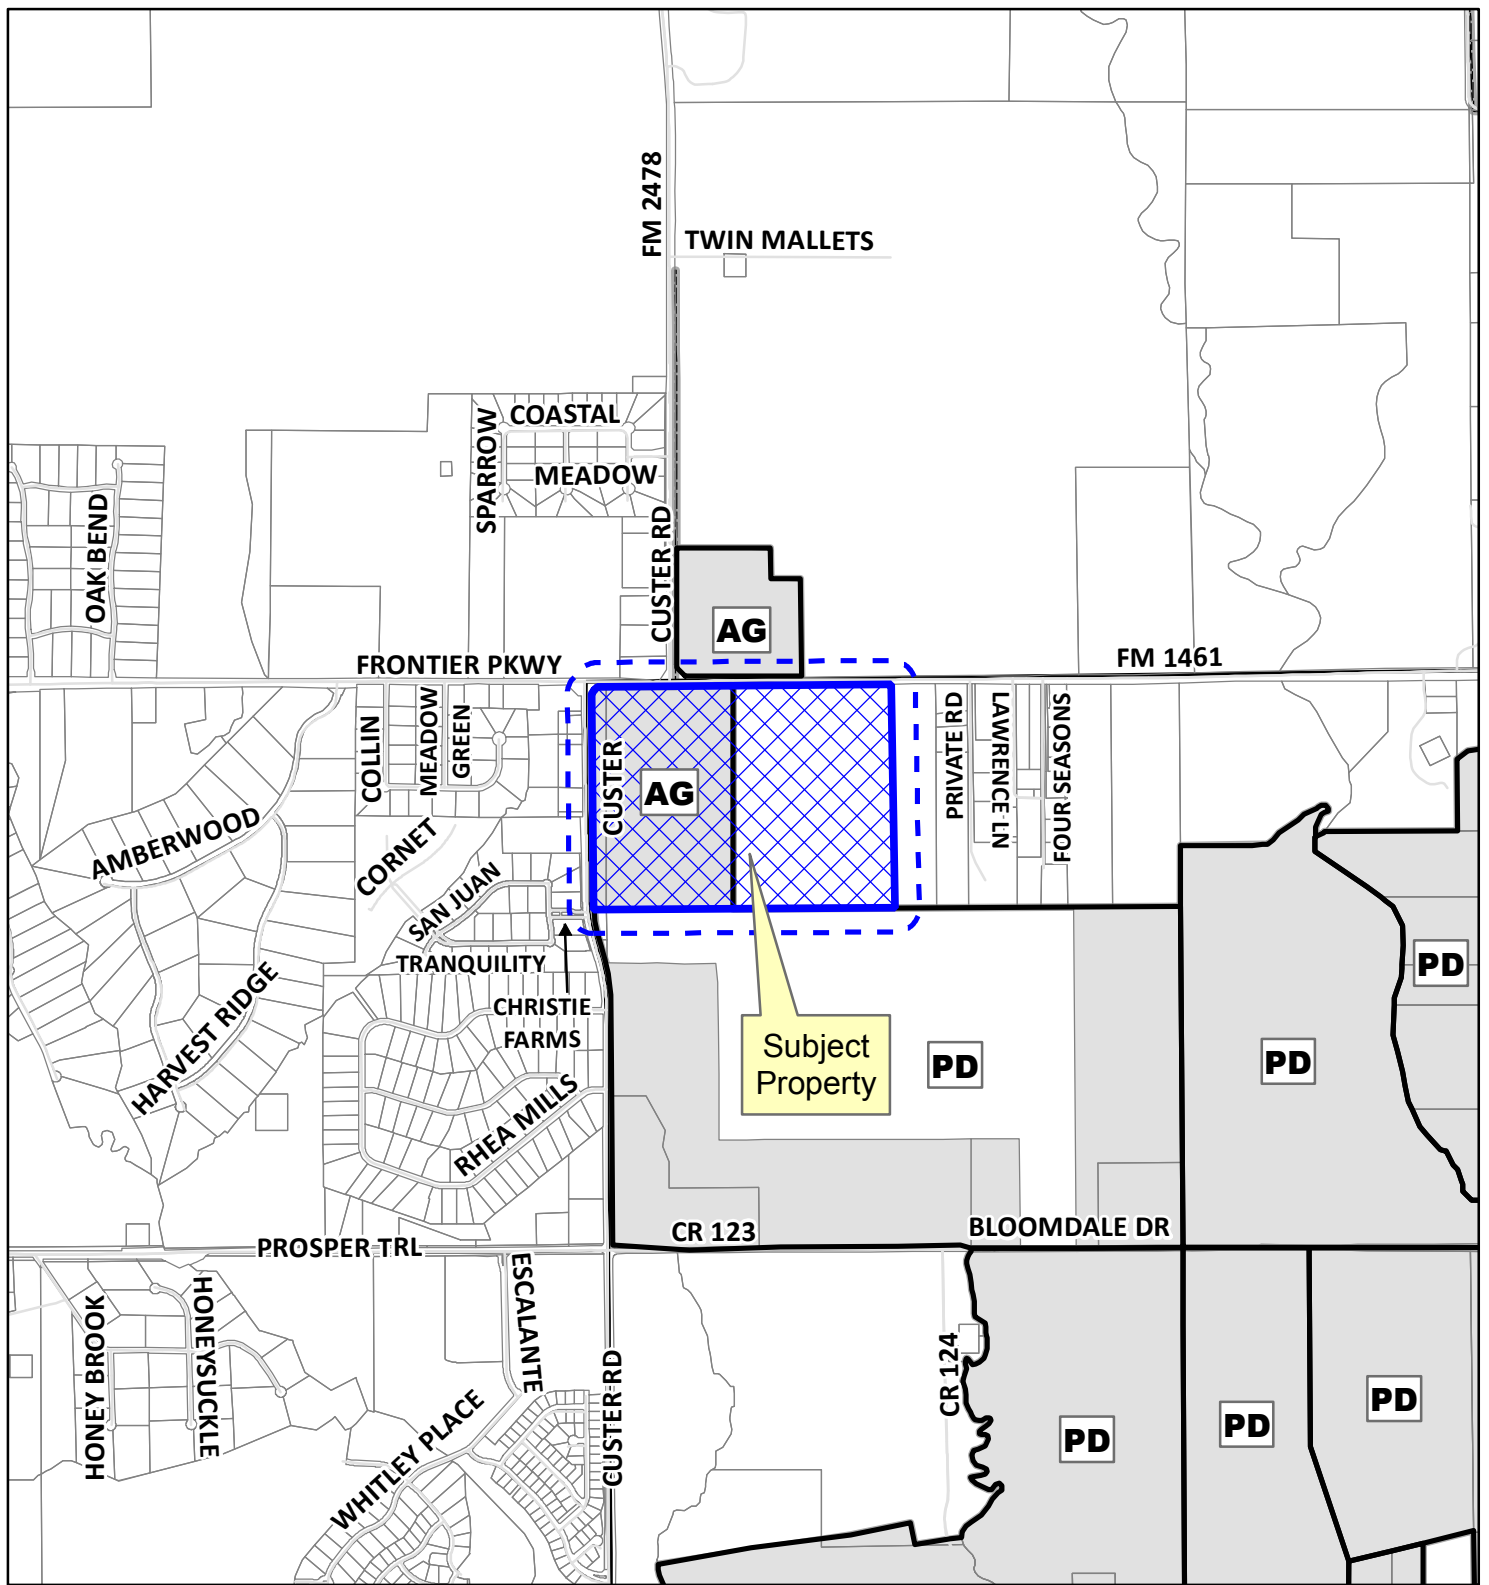 FM 2478
TWIN MALLETS
COASTAL
SPARROW
MEADOW
OAK BEND
CUSTER RD
AG
FRONTIER PKWY
FM 1461
COLLIN
MEADOW
GREEN
CUSTER
AG
PRIVATE RD
LAWRENCE LN
FOUR SEASONS
AMBERWOOD
CORNET
SAN JUAN
TRANQUILITY
CHRISTIE
FARMS
HARVEST RIDGE
RHEA MILLS
Subject
Property
PD
PD
PD
CR 123
BLOOMDALE DR
PROSPER TRL
HONEY BROOK
HONEYSUCKLE
ESCALANTE
WHITLEY PLACE
CUSTER RD
CR 124
PD
PD
PD